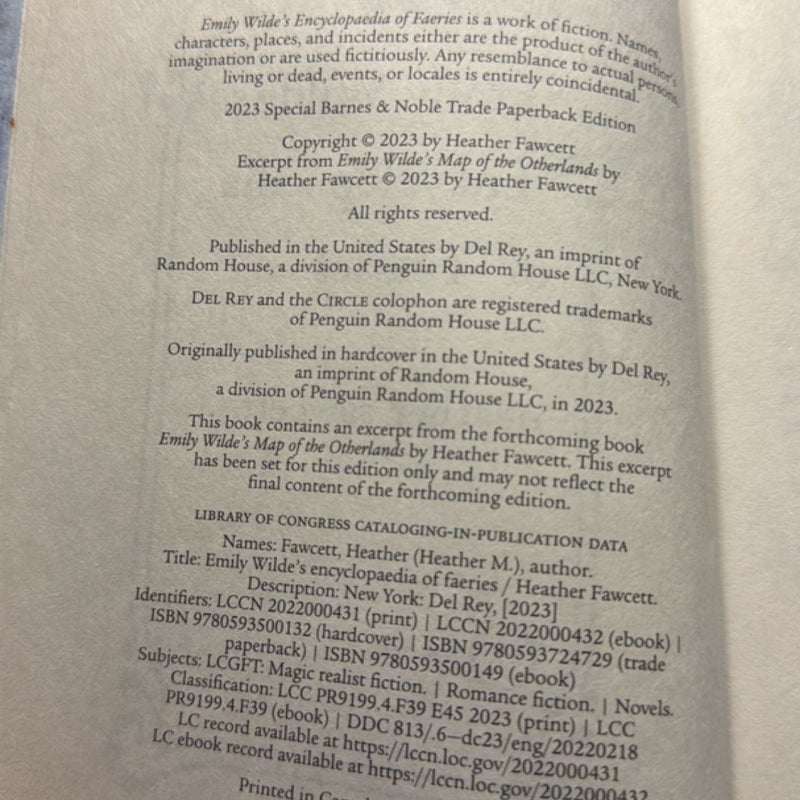 Emily Wilde's Encyclopaedia of Faeries is a work of fiction. Names,
characters, places, and incidents either are the product of the author's
imagination or are used fictitiously. Any resemblance to actual persons,
living or dead, events, or locales is entirely coincidental.
2023 Special Barnes & Noble Trade Paperback Edition
Copyright © 2023 by Heather Fawcett
Excerpt from Emily Wilde's Map of the Otherlands by
Heather Fawcett © 2023 by Heather Fawcett
All rights reserved.
Published in the United States by Del Rey, an imprint of
Random House, a division of Penguin Random House LLC, New York.
DEL REY and the CIRCLE colophon are registered trademarks
of Penguin Random House LLC.
Originally published in hardcover in the United States by Del Rey,
an imprint of Random House,
a division of Penguin Random House LLC, in 2023.
This book contains an excerpt from the forthcoming book
Emily Wilde's Map of the Otherlands by Heather Fawcett. This excerpt
has been set for this edition only and may not reflect the
final content of the forthcoming edition.
LIBRARY OF CONGRESS CATALOGING-IN-PUBLICATION DATA
Names: Fawcett, Heather (Heather M.), author.
Title: Emily Wilde's encyclopaedia of faeries / Heather Fawcett.
Description: New York: Del Rey, [2023]
Identifiers: LCCN 2022000431 (print) | LCCN 2022000432 (ebook) |
ISBN 9780593500132 (hardcover) | ISBN 9780593724729 (trade
paperback) | ISBN 9780593500149 (ebook)
Subjects: LCGFT: Magic realist fiction. | Romance fiction. | Novels.
Classification: LCC PR9199.4.F39 E45 2023 (print) | LCC
PR9199.4.F39 (ebook) | DDC 813/.6—dc23/eng/20220218
LC record available at https://lccn.loc.gov/2022000431
LC ebook record available at https://lccn.loc.gov/2022000432
Printed in